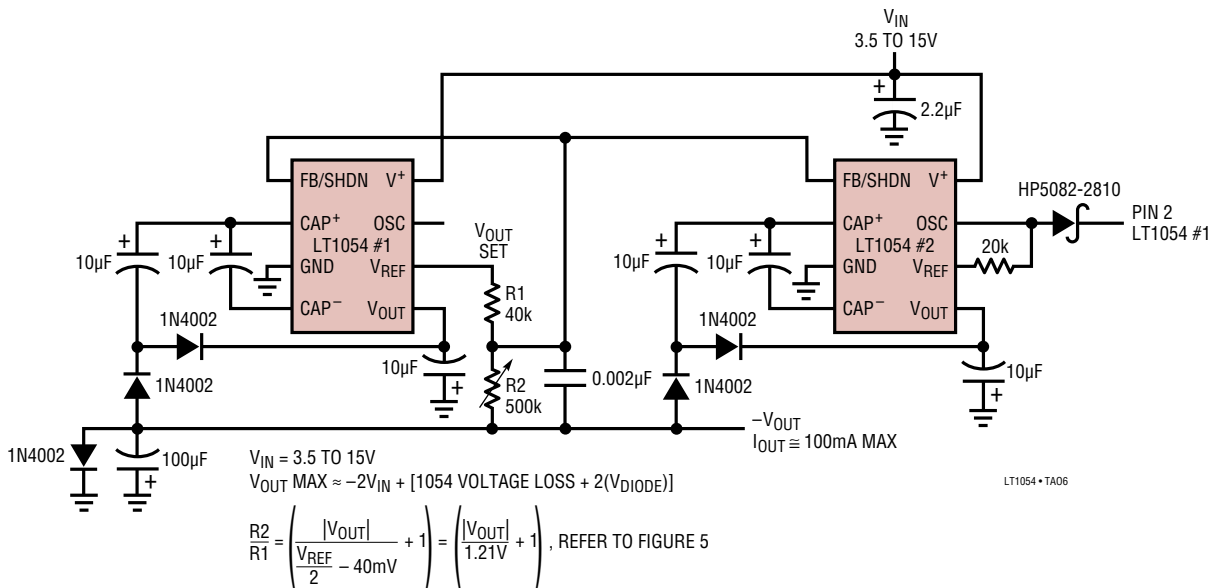 V_IN
3.5 TO 15V
+
2.2µF
FB/SHDN V⁺
CAP⁺ OSC
LT1054 #1
GND V_REF
CAP⁻ V_OUT
+
10µF
+
10µF
V_OUT
SET
R1
40k
R2
500k
0.002µF
1N4002
1N4002
10µF
+
1N4002
100µF
+
FB/SHDN V⁺
CAP⁺ OSC
LT1054 #2
GND V_REF
CAP⁻ V_OUT
HP5082-2810
PIN 2
LT1054 #1
20k
+
10µF
+
10µF
1N4002
1N4002
10µF
+
–V_OUT
I_OUT ≅ 100mA MAX
V_IN = 3.5 TO 15V
V_OUT MAX ≈ –2V_IN + [1054 VOLTAGE LOSS + 2(V_DIODE)]
R2/R1 = (|V_OUT|/(V_REF/2 – 40mV) + 1) = (|V_OUT|/1.21V + 1) , REFER TO FIGURE 5
LT1054 • TA06